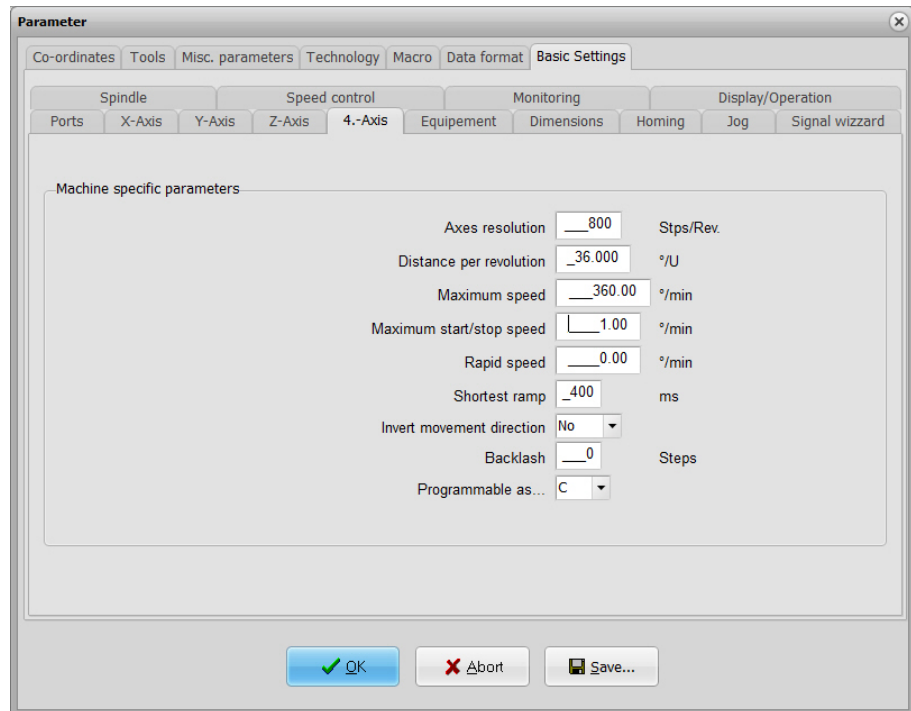 Parameter
Co-ordinates Tools Misc. parameters Technology Macro Data format Basic Settings
Spindle Speed control Monitoring Display/Operation
Ports X-Axis Y-Axis Z-Axis 4.-Axis Equipement Dimensions Homing Jog Signal wizzard
Machine specific parameters
Axes resolution ___800 Stps/Rev.
Distance per revolution _36.000 °/U
Maximum speed ___360.00 °/min
Maximum start/stop speed ____1.00 °/min
Rapid speed ____0.00 °/min
Shortest ramp _400 ms
Invert movement direction No
Backlash ___0 Steps
Programmable as... C
OK Abort Save...